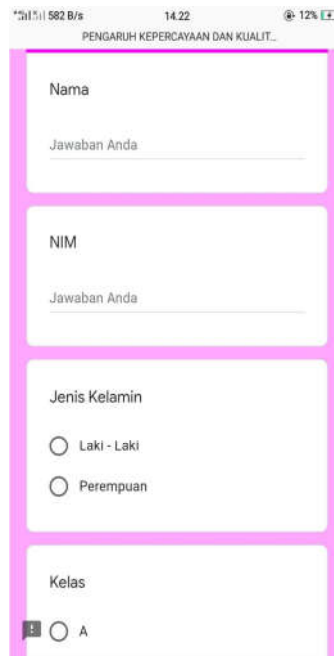 582 B/s 14.22 12%
PENGARUH KEPERCAYAAN DAN KUALIT...
Nama
Jawaban Anda
NIM
Jawaban Anda
Jenis Kelamin
Laki - Laki
Perempuan
Kelas
A